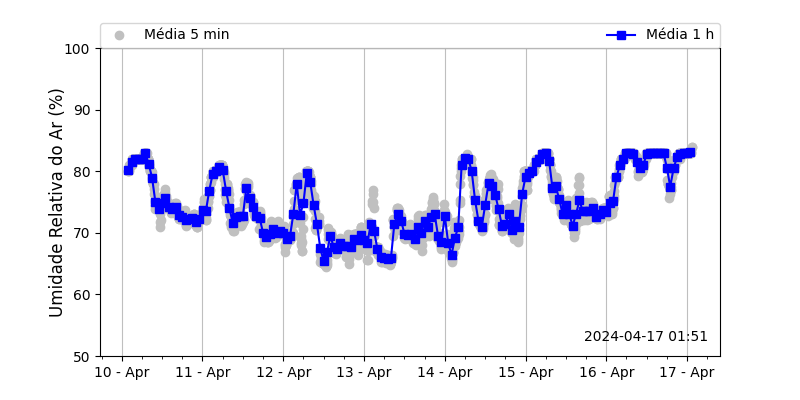 Média 5 min
Média 1 h
Umidade Relativa do Ar (%)
100
90
80
70
60
50
2024-04-17 01:51
10 - Apr
11 - Apr
12 - Apr
13 - Apr
14 - Apr
15 - Apr
16 - Apr
17 - Apr